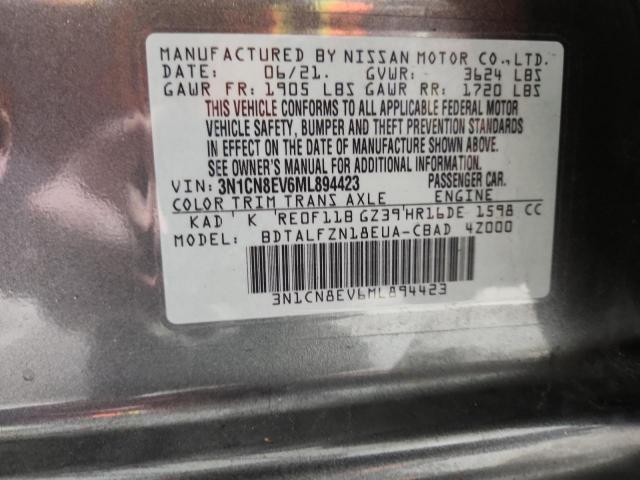 MANUFACTURED BY NISSAN MOTOR CO.,LTD.
DATE: 06/21. GVWR: 3624 LBS
GAWR FR: 1905 LBS GAWR RR: 1720 LBS
THIS VEHICLE CONFORMS TO ALL APPLICABLE FEDERAL MOTOR
VEHICLE SAFETY, BUMPER AND THEFT PREVENTION STANDARDS
IN EFFECT ON THE DATE OF MANUFACTURE SHOWN ABOVE.
SEE OWNER'S MANUAL FOR ADDITIONAL INFORMATION.
VIN: 3N1CN8EV6ML894423 PASSENGER CAR.
COLOR TRIM TRANS AXLE ENGINE
KAD K RE0F11B GZ39 HR16DE 1598 CC
MODEL: BDTALFZN18EUA-CBAD 4Z000
3N1CN8EV6ML894423